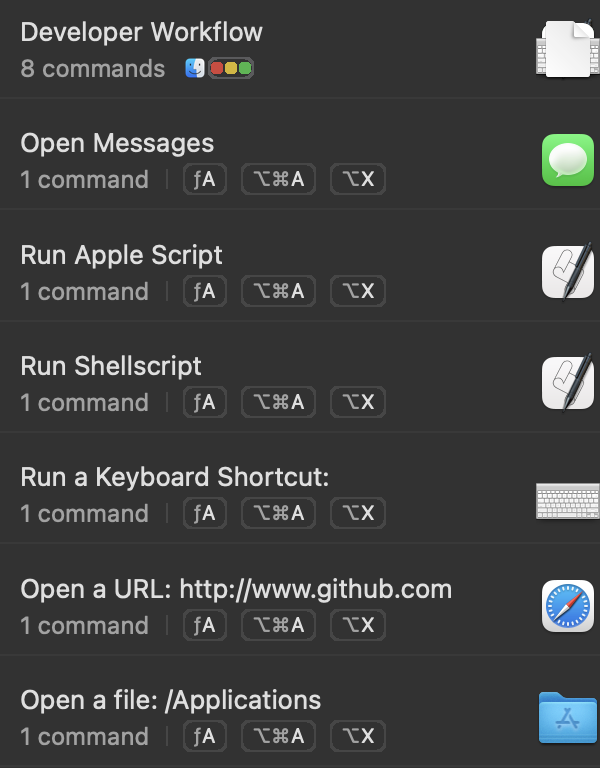 Developer Workflow
8 commands
Open Messages
1 command ƒA ⌥⌘A ⌥X
Run Apple Script
1 command ƒA ⌥⌘A ⌥X
Run Shellscript
1 command ƒA ⌥⌘A ⌥X
Run a Keyboard Shortcut:
1 command ƒA ⌥⌘A ⌥X
Open a URL: http://www.github.com
1 command ƒA ⌥⌘A ⌥X
Open a file: /Applications
1 command ƒA ⌥⌘A ⌥X